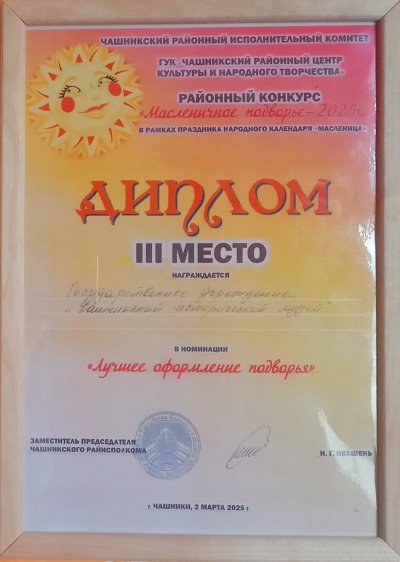 ЧАШНИКСКИЙ РАЙОННЫЙ ИСПОЛНИТЕЛЬНЫЙ КОМИТЕТ
ГУК «ЧАШНИКСКИЙ РАЙОННЫЙ ЦЕНТР
КУЛЬТУРЫ И НАРОДНОГО ТВОРЧЕСТВА»
РАЙОННЫЙ КОНКУРС
«Масленичное подворье – 2025»
В РАМКАХ ПРАЗДНИКА НАРОДНОГО КАЛЕНДАРЯ «МАСЛЕНИЦА»
ДИПЛОМ
III МЕСТО
НАГРАЖДАЕТСЯ
Государственное учреждение
"Чашникский исторический музей"
В НОМИНАЦИИ
«Лучшее оформление подворья»
ЗАМЕСТИТЕЛЬ ПРЕДСЕДАТЕЛЯ
ЧАШНИКСКОГО РАЙИСПОЛКОМА
Н. Г. ИВАШЕНЬ
г. ЧАШНИКИ, 2 МАРТА 2025 г.